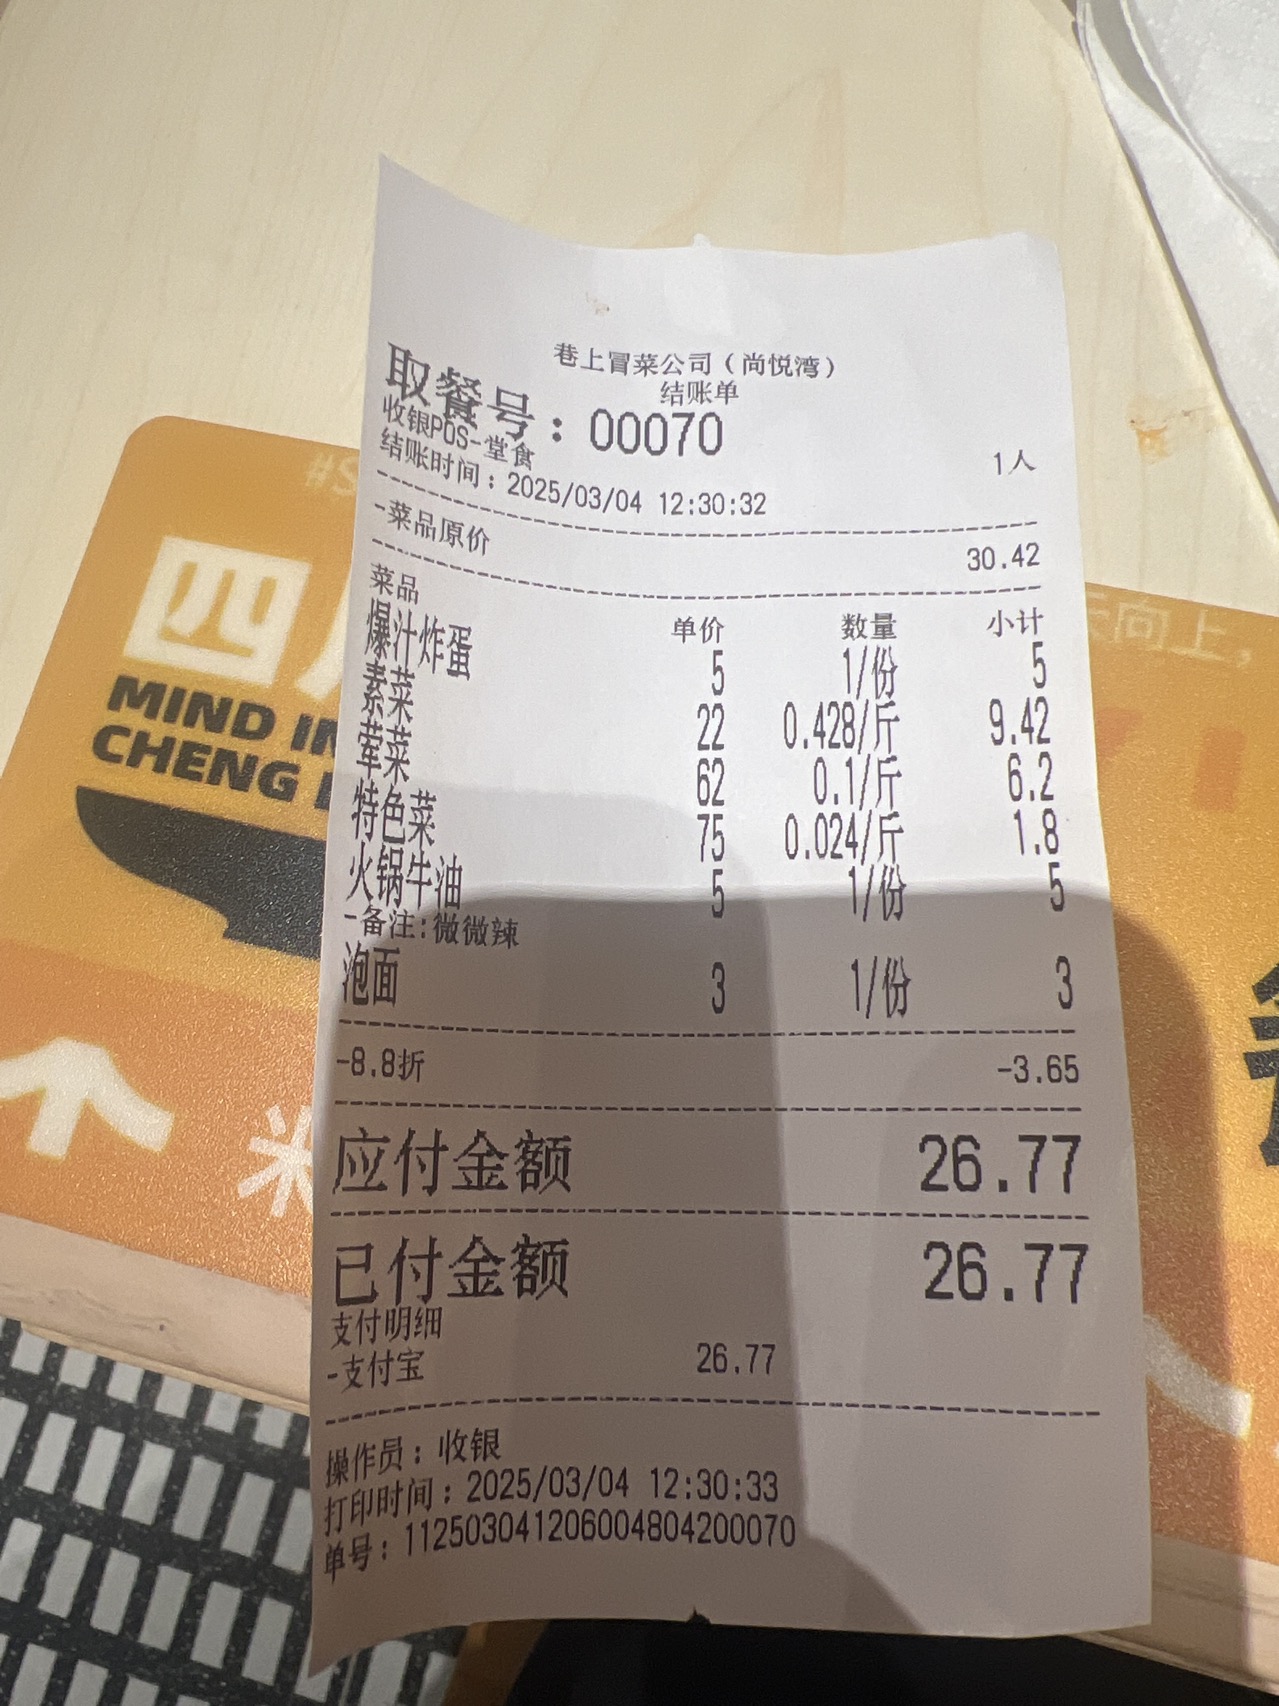 巷上冒菜公司（尚悦湾）
结账单
取餐号：00070
收银POS-堂食 1人
结账时间：2025/03/04 12:30:32
-菜品原价 30.42
菜品 单价 数量 小计
爆汁炸蛋 5 1/份 5
素菜 22 0.428/斤 9.42
荤菜 62 0.1/斤 6.2
特色菜 75 0.024/斤 1.8
火锅牛油 5 1/份 5
-备注:微微辣
泡面 3 1/份 3
-8.8折 -3.65
应付金额 26.77
已付金额 26.77
支付明细
-支付宝 26.77
操作员：收银
打印时间：2025/03/04 12:30:33
单号：112503041206004804200070
#S
四
MIND IN
CHENG
个
米
向上，